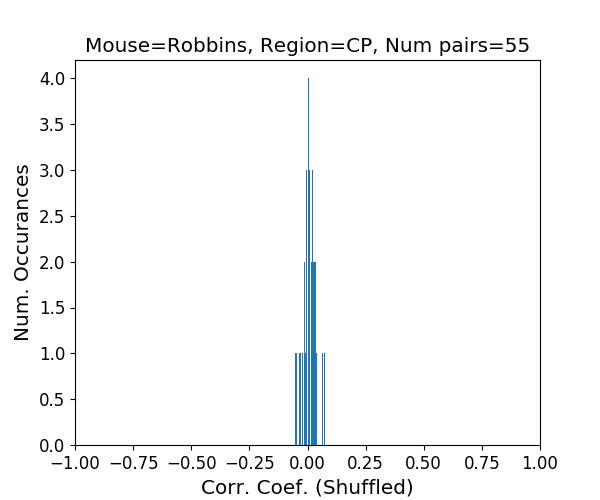 Mouse=Robbins, Region=CP, Num pairs=55
4.0
3.5
3.0
2.5
2.0
1.5
1.0
0.5
0.0
Num. Occurances
−1.00 −0.75 −0.50 −0.25 0.00 0.25 0.50 0.75 1.00
Corr. Coef. (Shuffled)